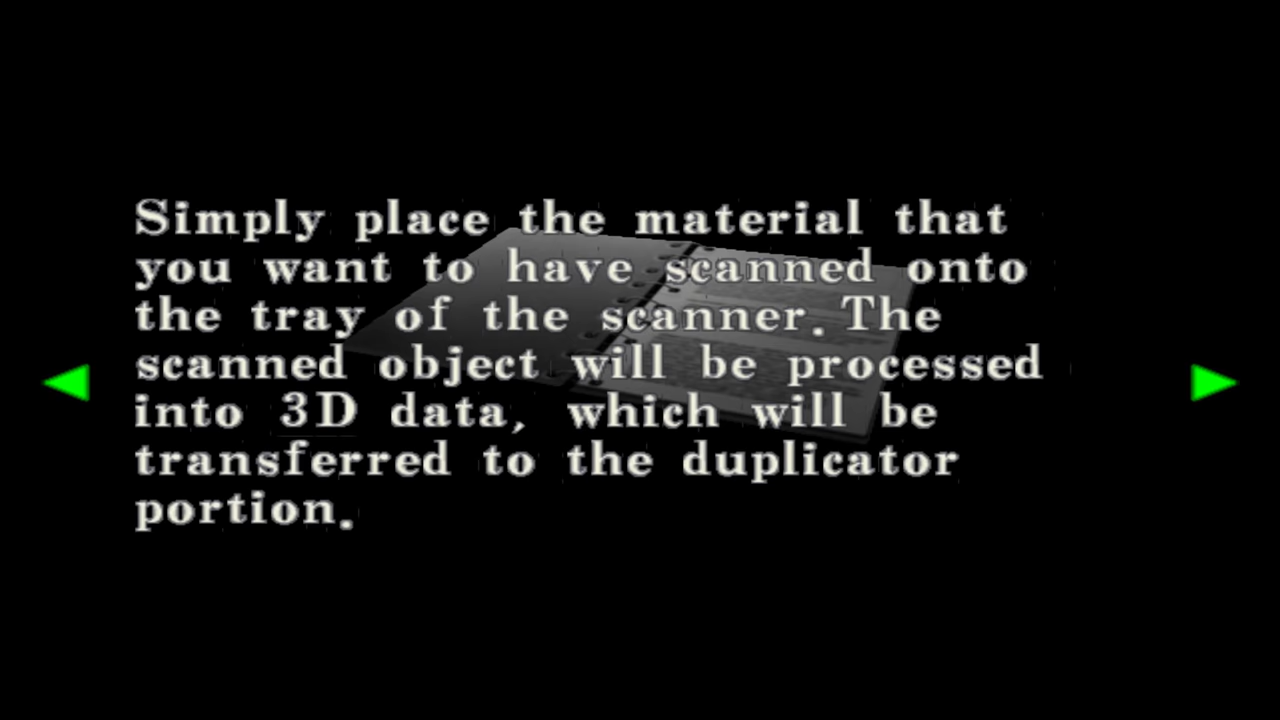 Simply place the material that
you want to have scanned onto
the tray of the scanner. The
scanned object will be processed
into 3D data, which will be
transferred to the duplicator
portion.